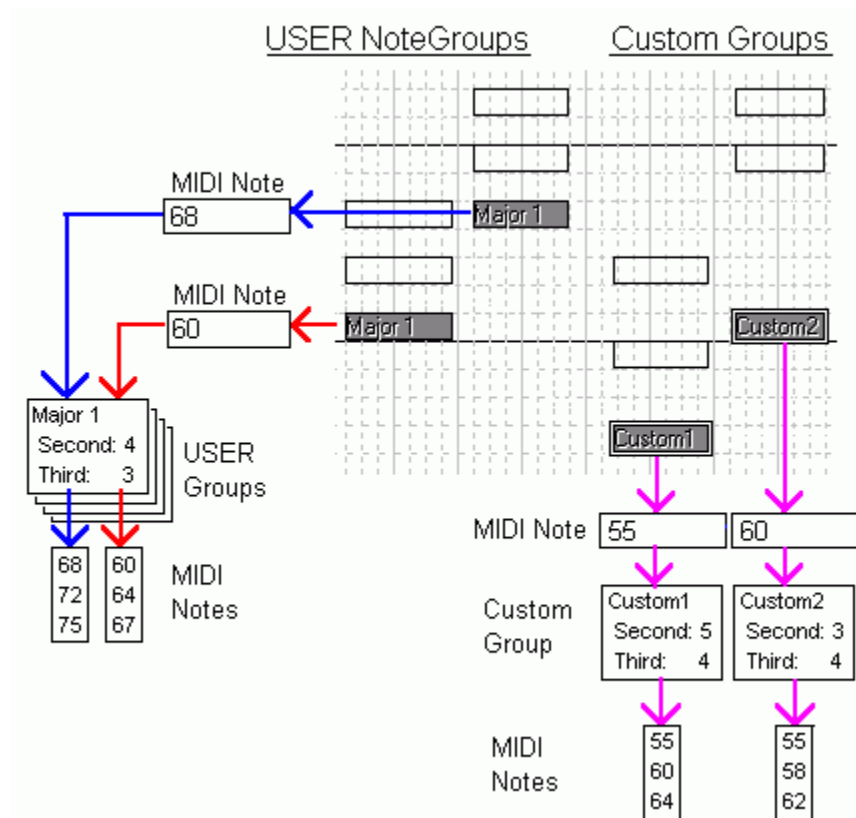 USER NoteGroups
Custom Groups
MIDI Note
68
Major 1
MIDI Note
60
Major 1
Custom2
Major 1
Second: 4
Third: 3
USER
Groups
Custom1
MIDI Note
55
60
68
72
75
60
64
67
MIDI
Notes
Custom
Group
Custom1
Second: 5
Third: 4
Custom2
Second: 3
Third: 4
MIDI
Notes
55
60
64
55
58
62